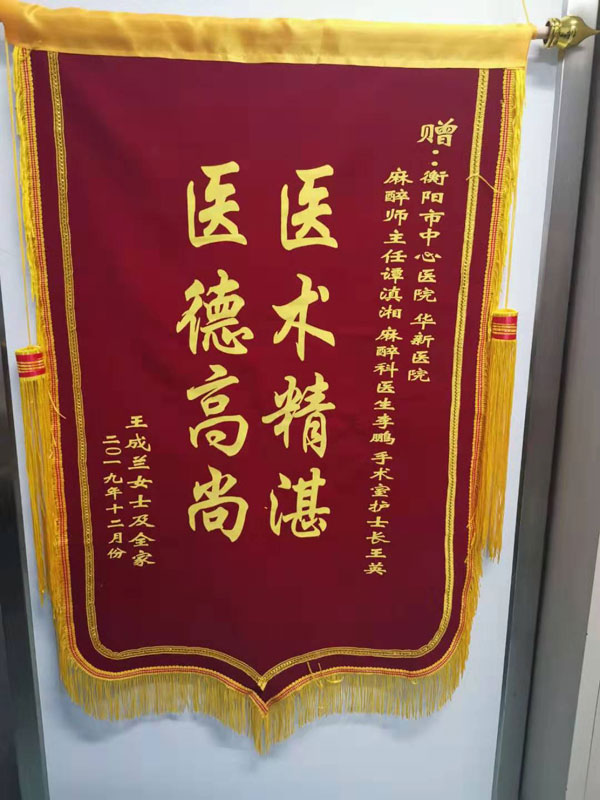 赠：衡阳市中心医院 华新医院
麻醉师主任谭滇湘 麻醉科医生李鹏 手术室护士长王英
医术精湛
医德高尚
王成兰女士及全家
二〇一九年十二月份